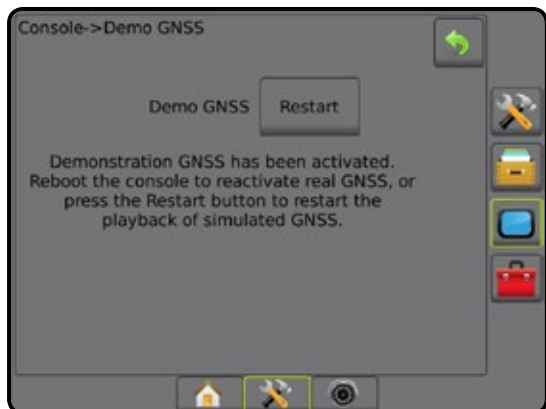 Console->Demo GNSS
Demo GNSS Restart
Demonstration GNSS has been activated.
Reboot the console to reactivate real GNSS, or
press the Restart button to restart the
playback of simulated GNSS.